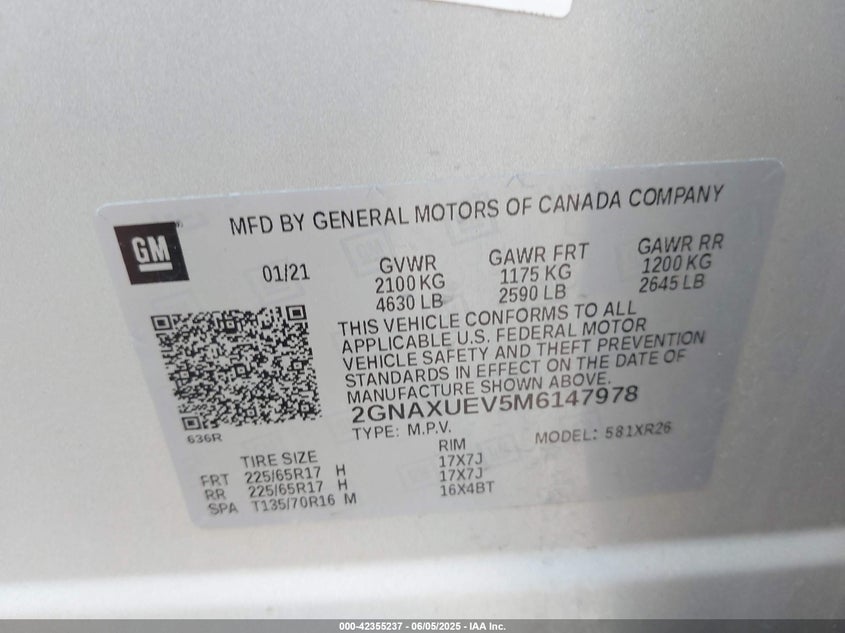 MFD BY GENERAL MOTORS OF CANADA COMPANY
GM
01/21
GVWR
2100 KG
4630 LB
GAWR FRT
1175 KG
2590 LB
GAWR RR
1200 KG
2645 LB
THIS VEHICLE CONFORMS TO ALL
APPLICABLE U.S. FEDERAL MOTOR
VEHICLE SAFETY AND THEFT PREVENTION
STANDARDS IN EFFECT ON THE DATE OF
MANUFACTURE SHOWN ABOVE.
2GNAXUEV5M6147978
TYPE: M.P.V.
MODEL: 581XR26
636R
TIRE SIZE RIM
FRT 225/65R17 H 17X7J
RR 225/65R17 H 17X7J
SPA T135/70R16 M 16X4BT
000-42355237 - 06/05/2025 - IAA Inc.